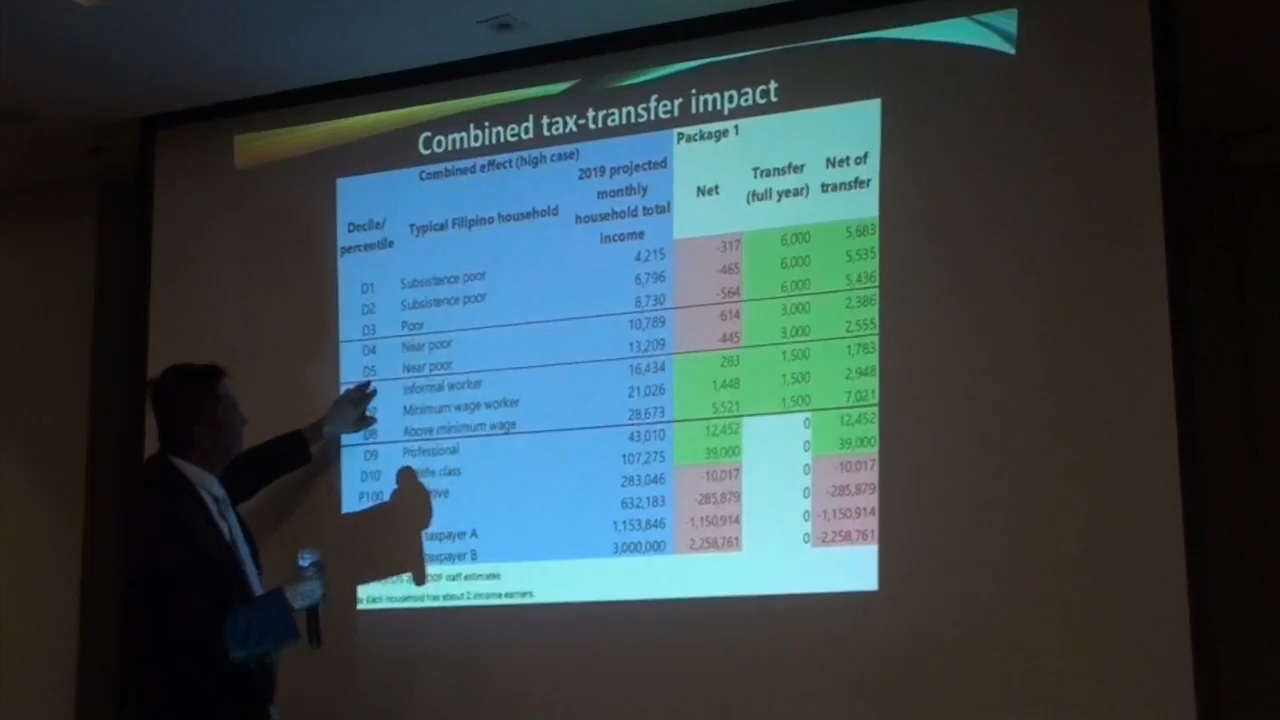 Combined tax-transfer impact
Combined effect (high case)
Package 1
Decile/ percentile
Typical Filipino household
2019 projected monthly household total income
Net
Transfer (full year)
Net of transfer
D1 Subsistence poor 4,215 -317 6,000 5,683
D2 Subsistence poor 6,796 -465 6,000 5,535
D3 Poor 8,730 -564 6,000 5,436
D4 Near poor 10,789 -614 3,000 2,386
D5 Near poor 13,209 -445 3,000 2,555
Informal worker 16,434 283 1,500 1,783
Minimum wage worker 21,026 1,448 1,500 2,948
D8 Above minimum wage 28,673 5,521 1,500 7,021
D9 Professional 43,010 12,452 0 12,452
D10 class 107,275 39,000 0 39,000
P100 283,046 -10,017 0 -10,017
632,183 -285,879 0 -285,879
taxpayer A 1,153,846 -1,150,914 0 -1,150,914
taxpayer B 3,000,000 -2,258,761 0 -2,258,761
DOF staff estimates
Each household has about 2 income earners.